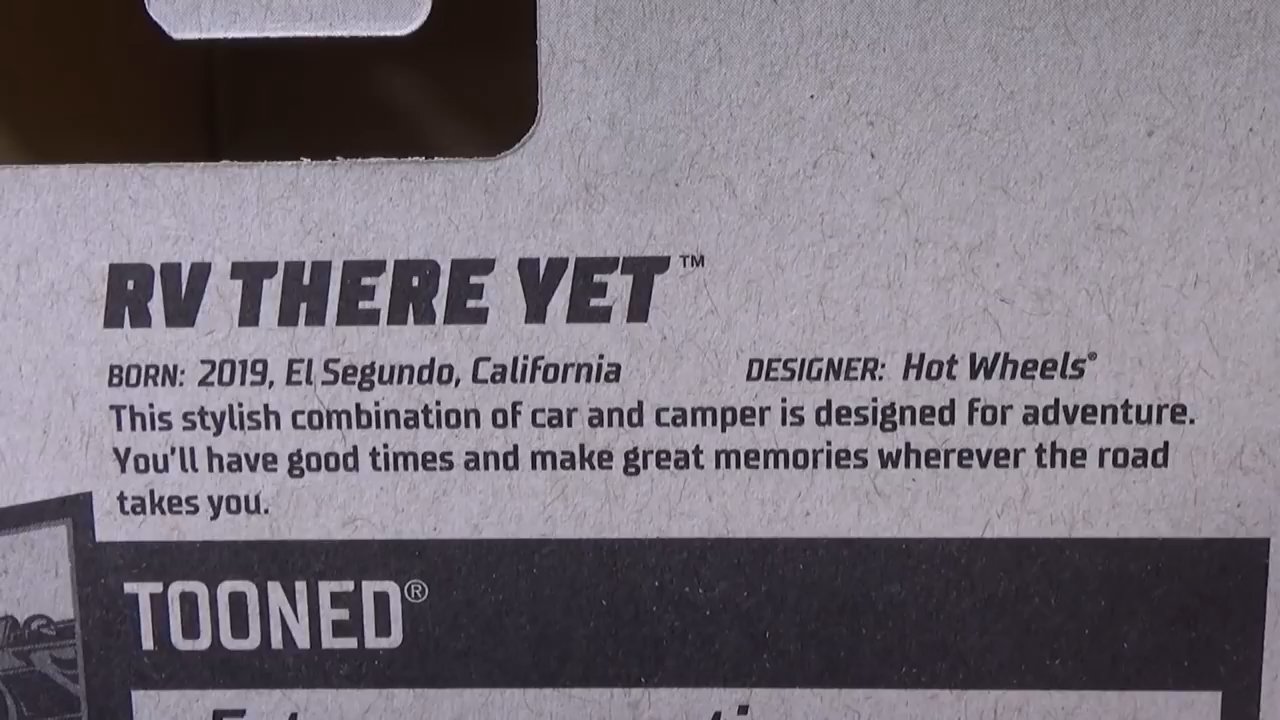 RV THERE YET™
BORN: 2019, El Segundo, California DESIGNER: Hot Wheels®
This stylish combination of car and camper is designed for adventure.
You'll have good times and make great memories wherever the road
takes you.
TOONED®